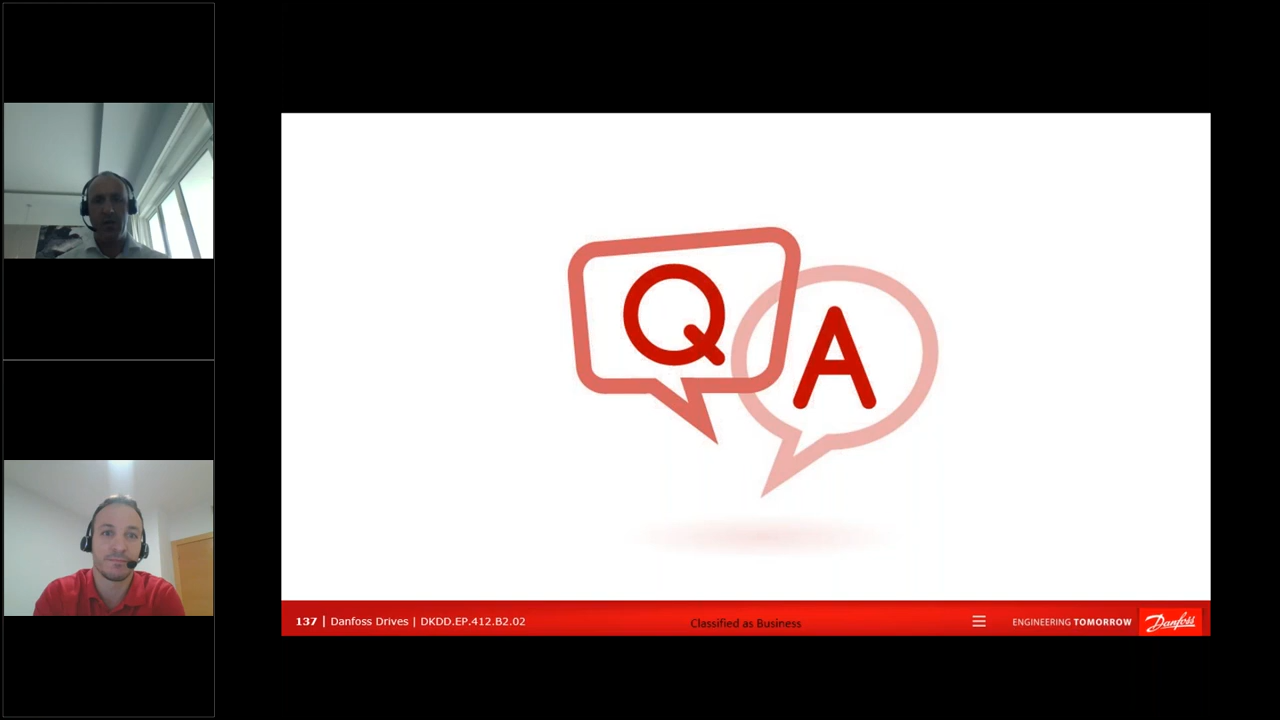 Q
A
137 | Danfoss Drives | DKDD.EP.412.B2.02
Classified as Business
ENGINEERING TOMORROW
Danfoss